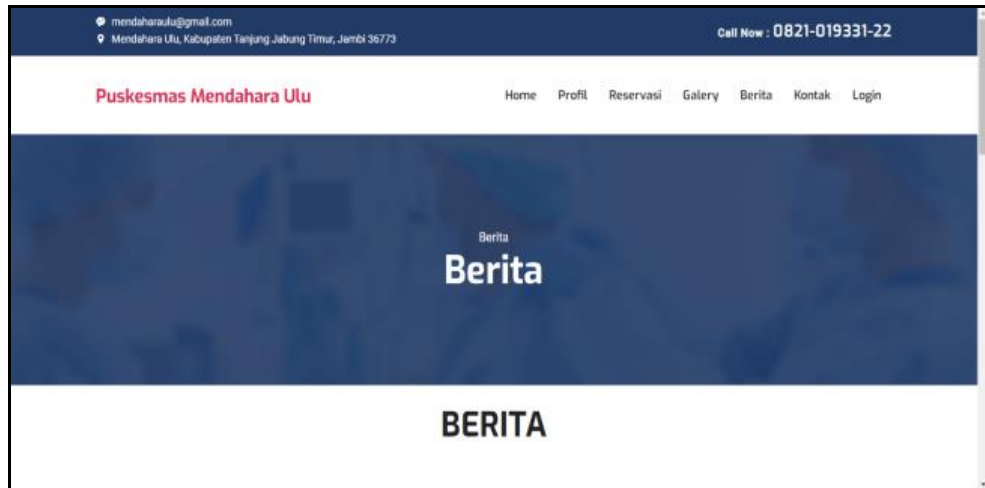 mendaharaulu@gmail.com
Mendahara Ulu, Kabupaten Tanjung Jabung Timur, Jambi 36773
Call Now : 0821-019331-22
Puskesmas Mendahara Ulu
Home Profil Reservasi Galery Berita Kontak Login
Berita
Berita
BERITA